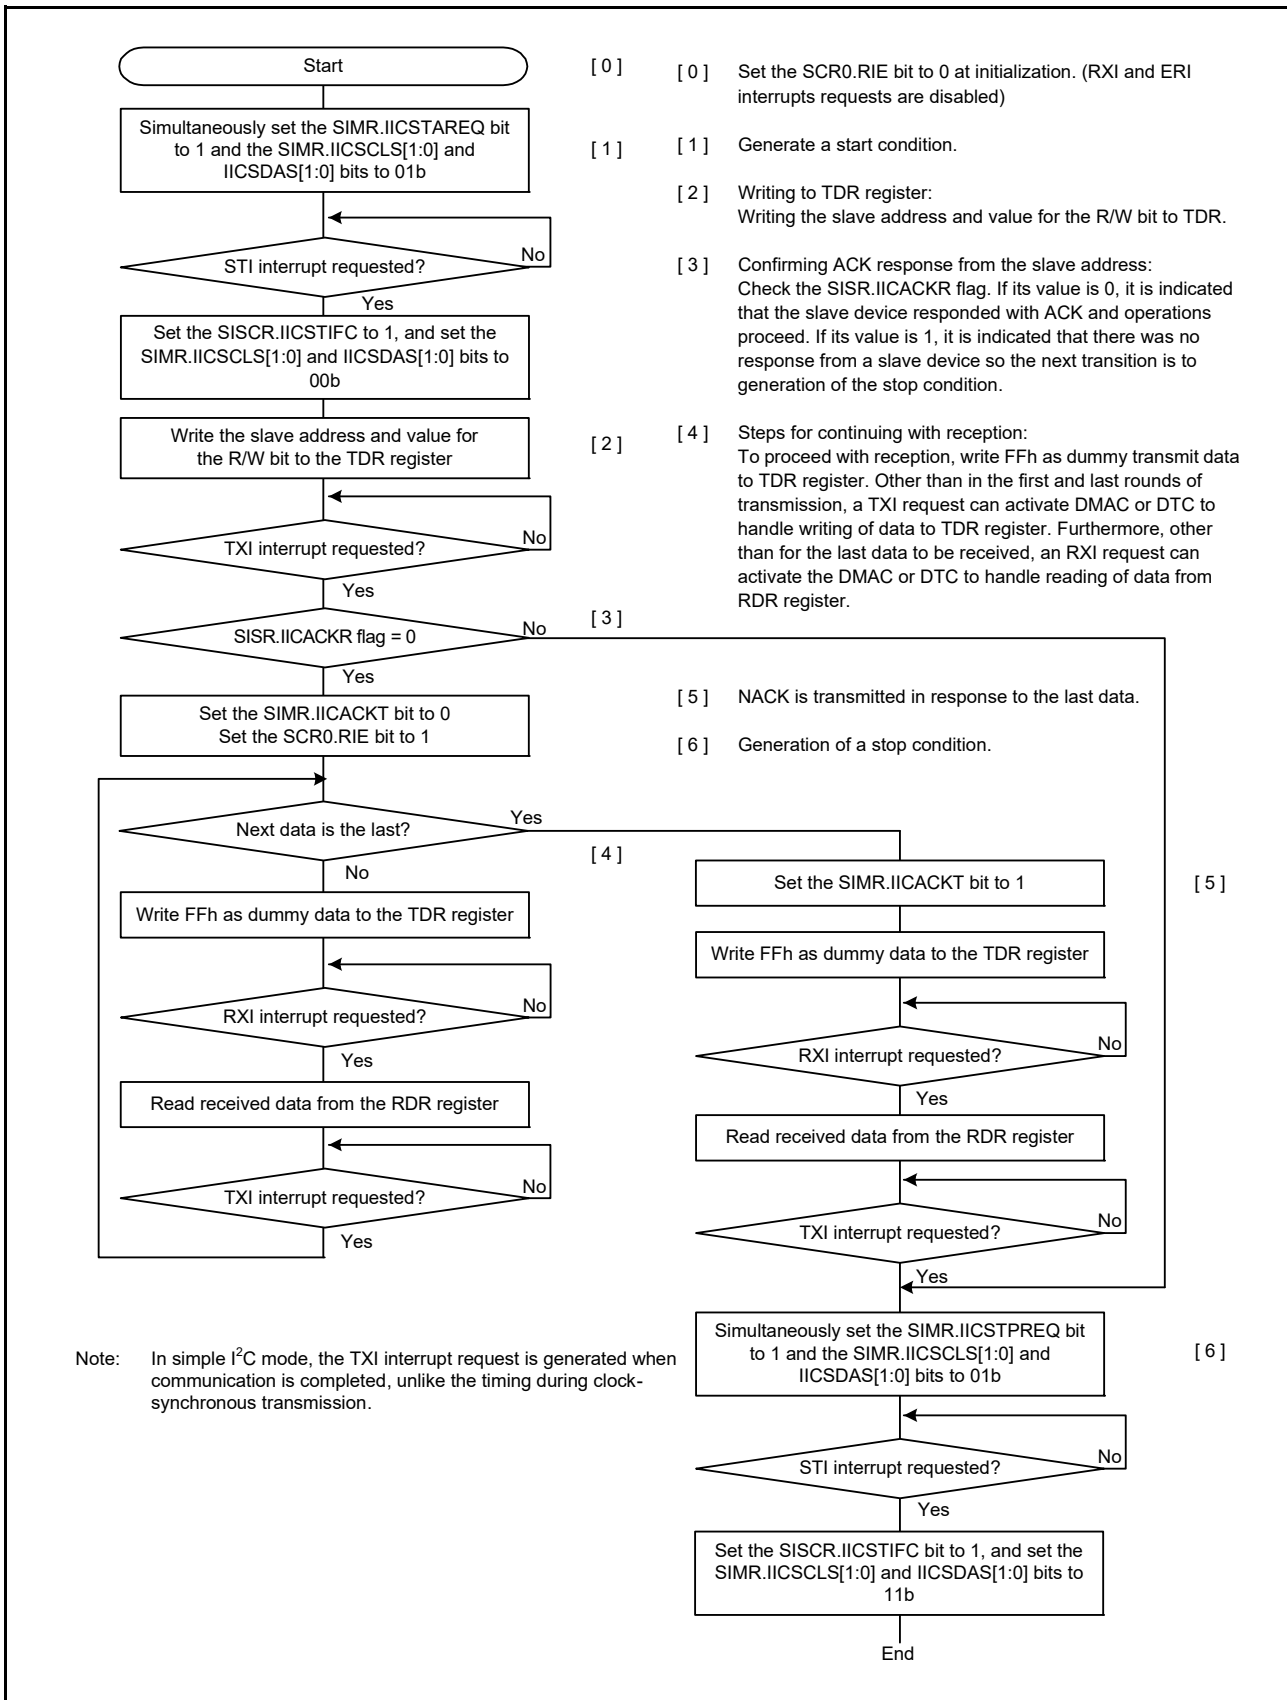 Start
[ 0 ]
Simultaneously set the SIMR.IICSTAREQ bit
to 1 and the SIMR.IICSCLS[1:0] and
IICSDAS[1:0] bits to 01b
[ 1 ]
STI interrupt requested?
No
Yes
Set the SISCR.IICSTIFC to 1, and set the
SIMR.IICSCLS[1:0] and IICSDAS[1:0] bits to
00b
Write the slave address and value for
the R/W bit to the TDR register
[ 2 ]
TXI interrupt requested?
No
Yes
SISR.IICACKR flag = 0
No
[ 3 ]
Yes
Set the SIMR.IICACKT bit to 0
Set the SCR0.RIE bit to 1
Next data is the last?
Yes
[ 4 ]
No
Write FFh as dummy data to the TDR register
RXI interrupt requested?
No
Yes
Read received data from the RDR register
TXI interrupt requested?
No
Yes
[ 0 ] Set the SCR0.RIE bit to 0 at initialization. (RXI and ERI
interrupts requests are disabled)
[ 1 ] Generate a start condition.
[ 2 ] Writing to TDR register:
Writing the slave address and value for the R/W bit to TDR.
[ 3 ] Confirming ACK response from the slave address:
Check the SISR.IICACKR flag. If its value is 0, it is indicated
that the slave device responded with ACK and operations
proceed. If its value is 1, it is indicated that there was no
response from a slave device so the next transition is to
generation of the stop condition.
[ 4 ] Steps for continuing with reception:
To proceed with reception, write FFh as dummy transmit data
to TDR register. Other than in the first and last rounds of
transmission, a TXI request can activate DMAC or DTC to
handle writing of data to TDR register. Furthermore, other
than for the last data to be received, an RXI request can
activate the DMAC or DTC to handle reading of data from
RDR register.
[ 5 ] NACK is transmitted in response to the last data.
[ 6 ] Generation of a stop condition.
Set the SIMR.IICACKT bit to 1
[ 5 ]
Write FFh as dummy data to the TDR register
RXI interrupt requested?
No
Yes
Read received data from the RDR register
TXI interrupt requested?
No
Yes
Simultaneously set the SIMR.IICSTPREQ bit
to 1 and the SIMR.IICSCLS[1:0] and
IICSDAS[1:0] bits to 01b
[ 6 ]
STI interrupt requested?
No
Yes
Set the SISCR.IICSTIFC bit to 1, and set the
SIMR.IICSCLS[1:0] and IICSDAS[1:0] bits to
11b
End
Note: In simple I²C mode, the TXI interrupt request is generated when
communication is completed, unlike the timing during clock-
synchronous transmission.